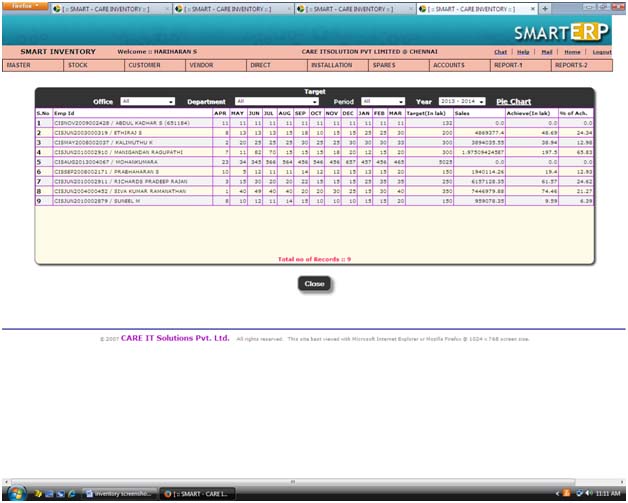 Firefox
[ :: SMART - CARE INVENTORY :: ] [ :: SMART - CARE INVENTORY :: ] [ :: SMART - CARE INVENTORY :: ] [ :: SMART - CARE INVENTORY :: ]
SMART ERP
SMART INVENTORY Welcome :: HARIHARAN S CARE ITSOLUTION PVT LIMITED @ CHENNAI Chat | Help | Mail | Home | Logout
MASTER STOCK CUSTOMER VENDOR DIRECT INSTALLATION SPARES ACCOUNTS REPORT-1 REPORTS-2
Target
Office All Department All Period All Year 2013 - 2014 Pie Chart
S.No Emp Id APR MAY JUN JUL AUG SEP OCT NOV DEC JAN FEB MAR Target(In lak) Sales Achieve(In lak) % of Ach.
1 CISNOV2009002428 / ABDUL KADHAR S (651184) 11 11 11 11 11 11 11 11 11 11 11 11 132 0.0 0.0 0.0
2 CISJUN2003000319 / ETHIRAJ S 8 13 13 13 15 18 10 15 15 25 25 30 200 4869377.4 48.69 24.34
3 CISMAY2008002037 / KALIMUTHU K 2 20 25 25 25 30 25 25 30 30 30 33 300 3894035.55 38.94 12.98
4 CISJUN2010002910 / MANIGANDAN RAGUPATHI 7 11 82 70 15 15 15 18 20 12 15 20 300 1.97509424587 197.5 65.83
5 CISAUG2013004067 / MOHANKUMARA 23 34 345 566 564 456 546 456 657 457 456 465 5025 0.0 0.0 0.0
6 CISSEP2008002171 / PRABHAHARAN S 10 5 12 11 11 14 12 12 15 13 15 20 150 1940114.26 19.4 12.93
7 CISJUN2010002911 / RICHARDS PRADEEP RAJAN 3 15 30 20 20 22 15 15 15 25 35 35 250 6157128.35 61.57 24.62
8 CISJUN2004000452 / SIVA KUMAR RAMANATHAN 1 40 49 40 40 20 20 30 25 15 30 40 350 7446979.88 74.46 21.27
9 CISJUN2010002879 / SUNEEL M 8 10 12 11 14 15 10 10 10 15 15 20 150 959078.35 9.59 6.39
Total no of Records :: 9
Close
© 2007 CARE IT Solutions Pvt. Ltd. All rights reserved. This site best viewed with Microsoft Internet Explorer or Mozilla Firefox @ 1024 x 768 screen size.
Inventory screensho... [ :: SMART - CARE I... 11:11 AM